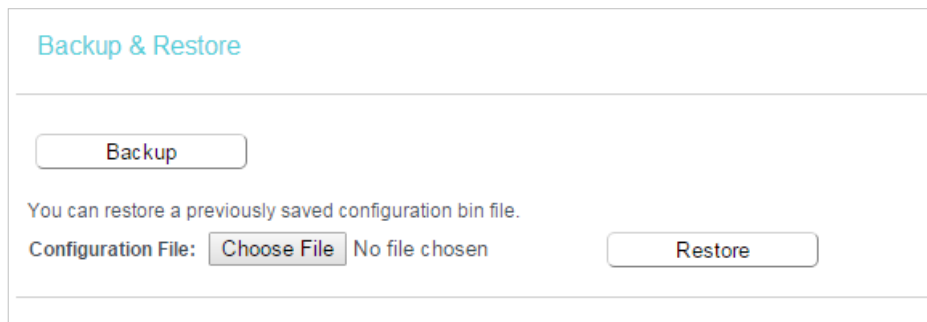 Backup & Restore
Backup
You can restore a previously saved configuration bin file.
Configuration File: Choose File No file chosen Restore